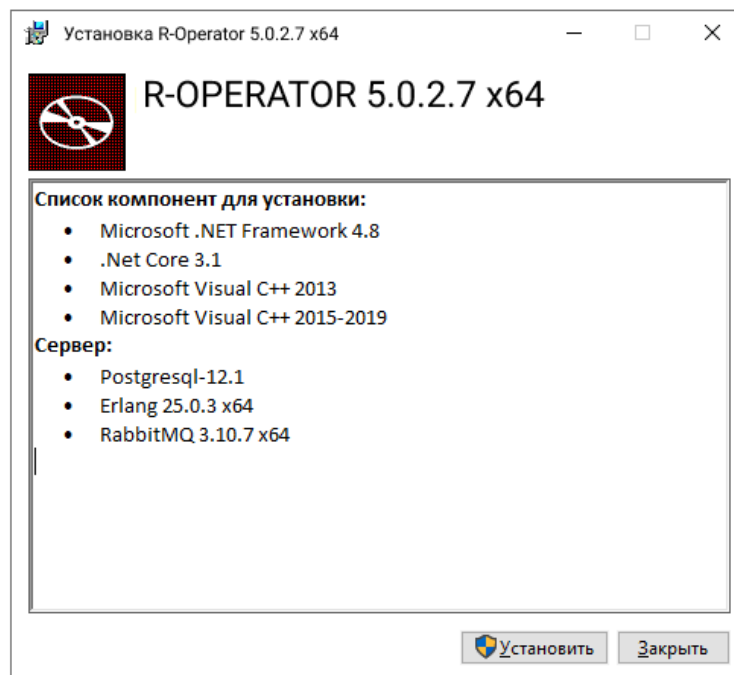 Установка R-Operator 5.0.2.7 x64
R-OPERATOR 5.0.2.7 x64
Список компонент для установки:
• Microsoft .NET Framework 4.8
• .Net Core 3.1
• Microsoft Visual C++ 2013
• Microsoft Visual C++ 2015-2019
Сервер:
• Postgresql-12.1
• Erlang 25.0.3 x64
• RabbitMQ 3.10.7 x64
Установить Закрыть